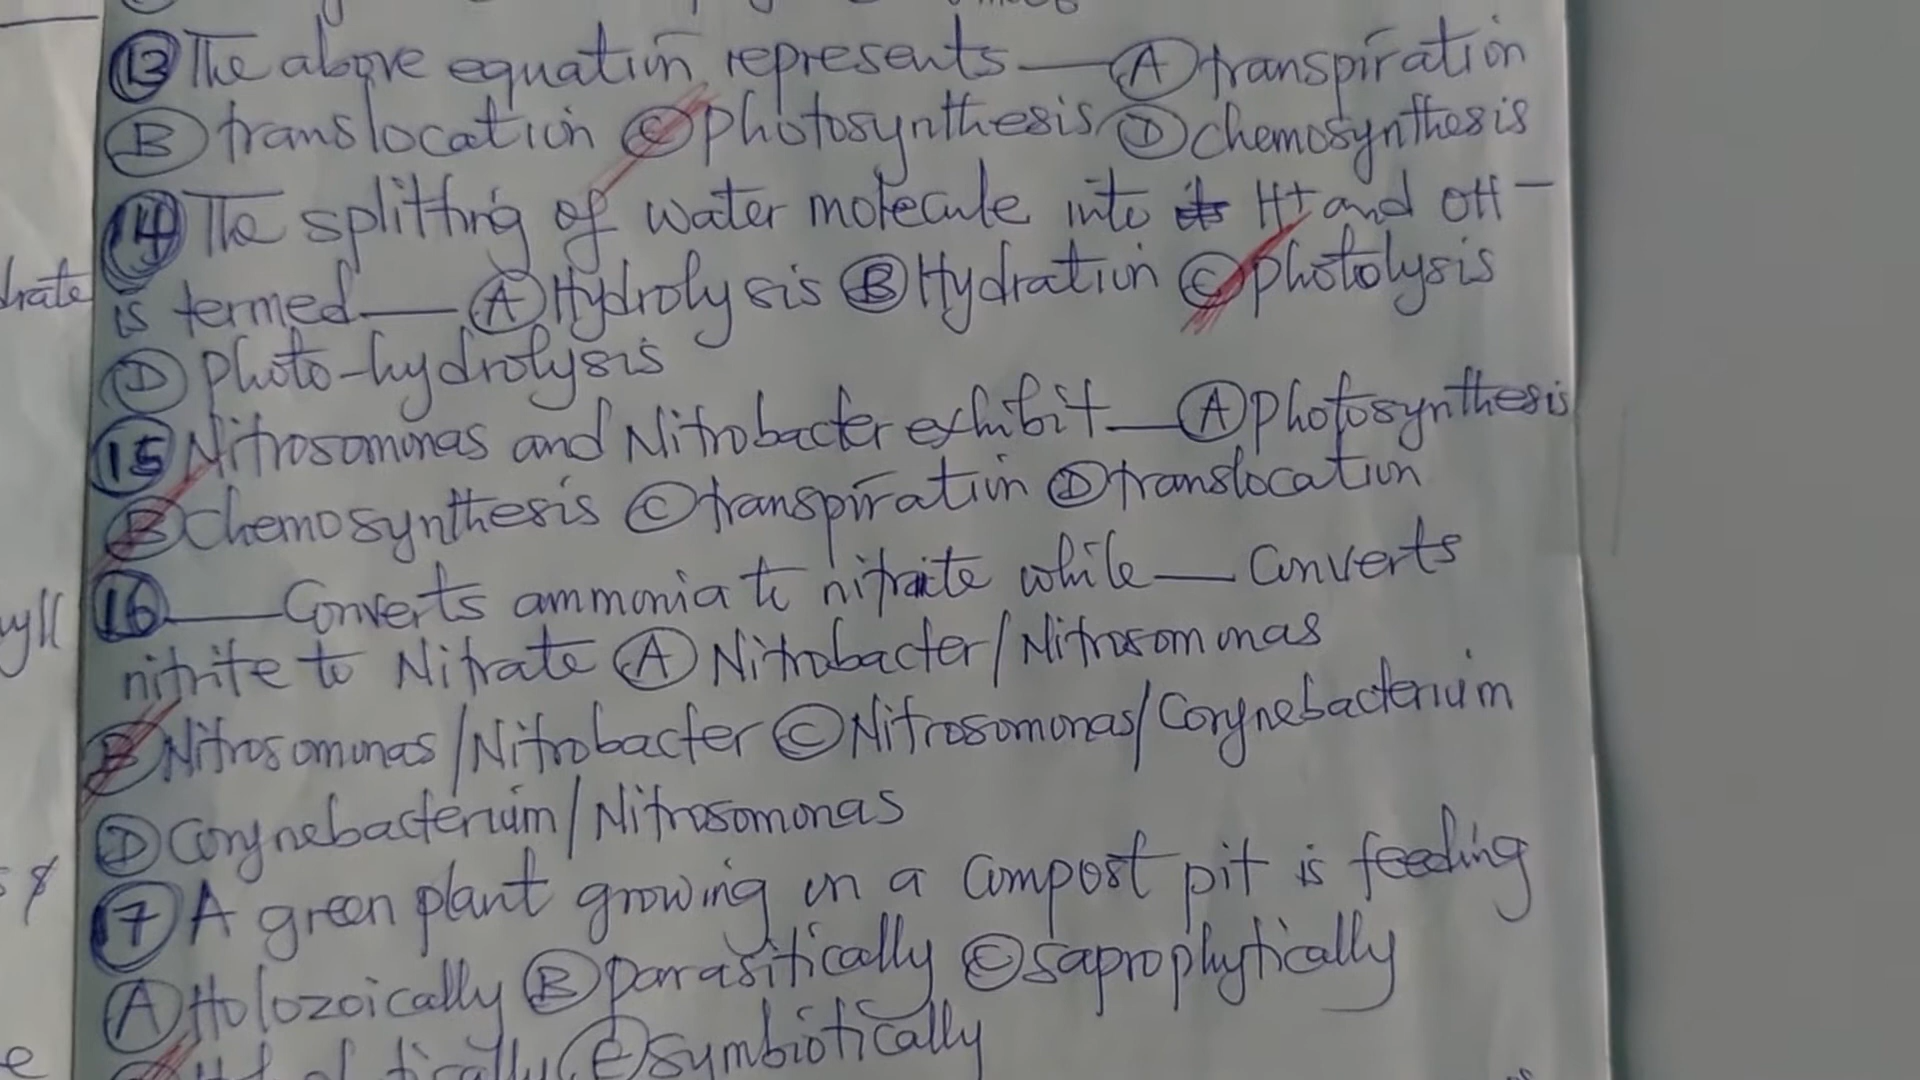 (13) The above equation represents — (A) transpiration
(B) translocation (C) photosynthesis (D) chemosynthesis
(14) The splitting of water molecule into H+ and OH-
is termed — (A) Hydrolysis (B) Hydration (C) photolysis
(D) photo-hydrolysis
(15) Nitrosomonas and Nitrobacter exhibit — (A) photosynthesis
(B) chemosynthesis (C) transpiration (D) translocation
(16) — Converts ammonia to nitrite while — Converts
nitrite to Nitrate (A) Nitrobacter/Nitrosomonas
(B) Nitrosomonas/Nitrobacter (C) Nitrosomonas/Corynebacterium
(D) Corynebacterium/Nitrosomonas
(17) A green plant growing in a compost pit is feeding
(A) Holozoically (B) parasitically (C) saprophytically
(E) symbiotically